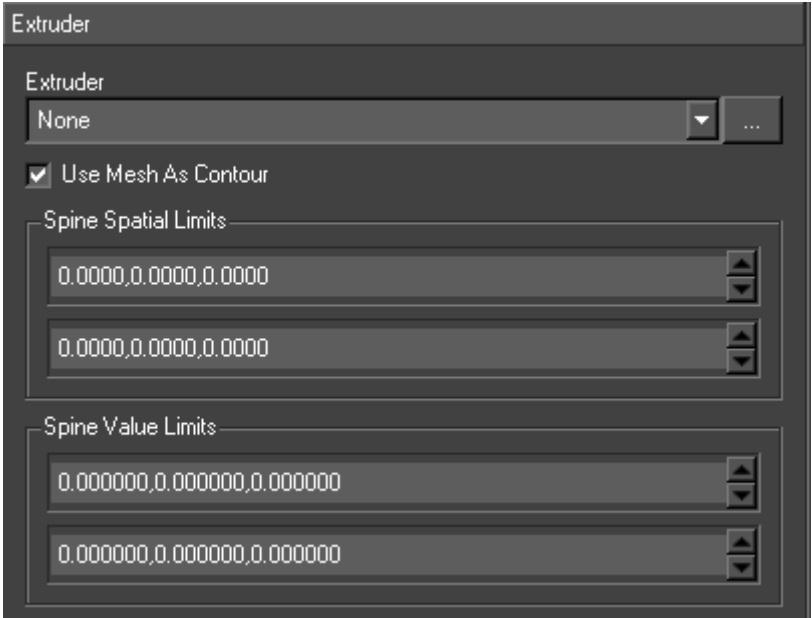 Extruder
Extruder
None
...
Use Mesh As Contour
Spine Spatial Limits
0.0000,0.0000,0.0000
0.0000,0.0000,0.0000
Spine Value Limits
0.000000,0.000000,0.000000
0.000000,0.000000,0.000000